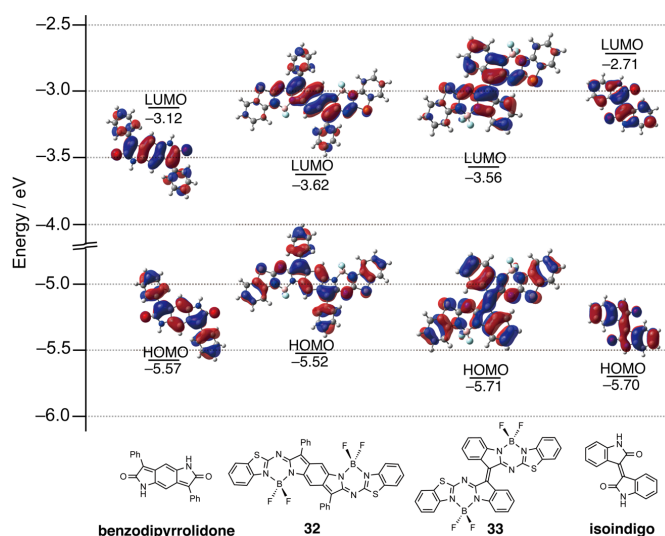 Energy / eV
−2.5
−3.0
−3.5
−4.0
−5.0
−5.5
−6.0
LUMO
−3.12
LUMO
−3.62
LUMO
−3.56
LUMO
−2.71
HOMO
−5.57
HOMO
−5.52
HOMO
−5.71
HOMO
−5.70
Ph
H
N
O
O
N
H
Ph
S
N
Ph
F
F
B
N
N
N
N
B
F
F
Ph
N
S
F
F
B
N
N
S
N
S
N
N
N
B
F
F
H
N
O
O
N
H
benzodipyrrolidone
32
33
isoindigo